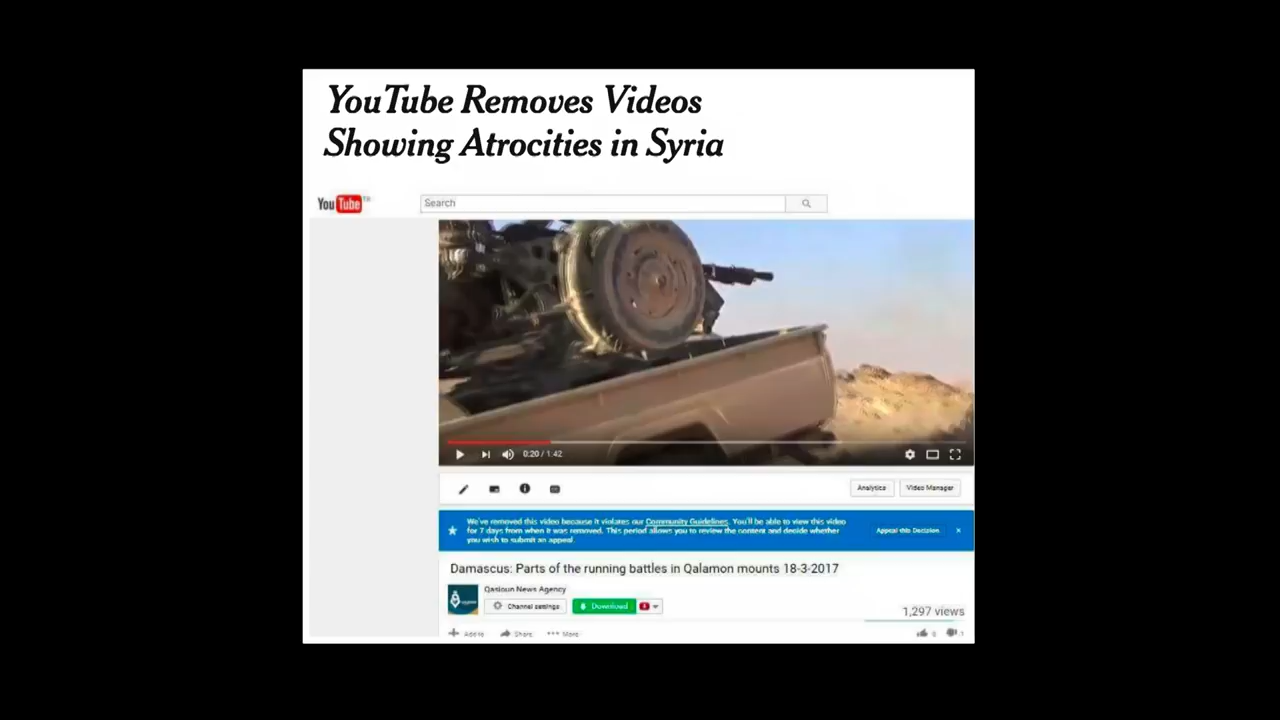 YouTube Removes Videos
Showing Atrocities in Syria
YouTube TR
Search
0:20 / 1:42
Analytics
Video Manager
We've removed this video because it violates our Community Guidelines. You'll be able to view this video
for 7 days from when it was removed. This period allows you to review the content and decide whether
you wish to submit an appeal.
Appeal this Decision
×
Damascus: Parts of the running battles in Qalamon mounts 18-3-2017
Qasioun News Agency
Channel settings
Download
1,297 views
Add to
Share
More